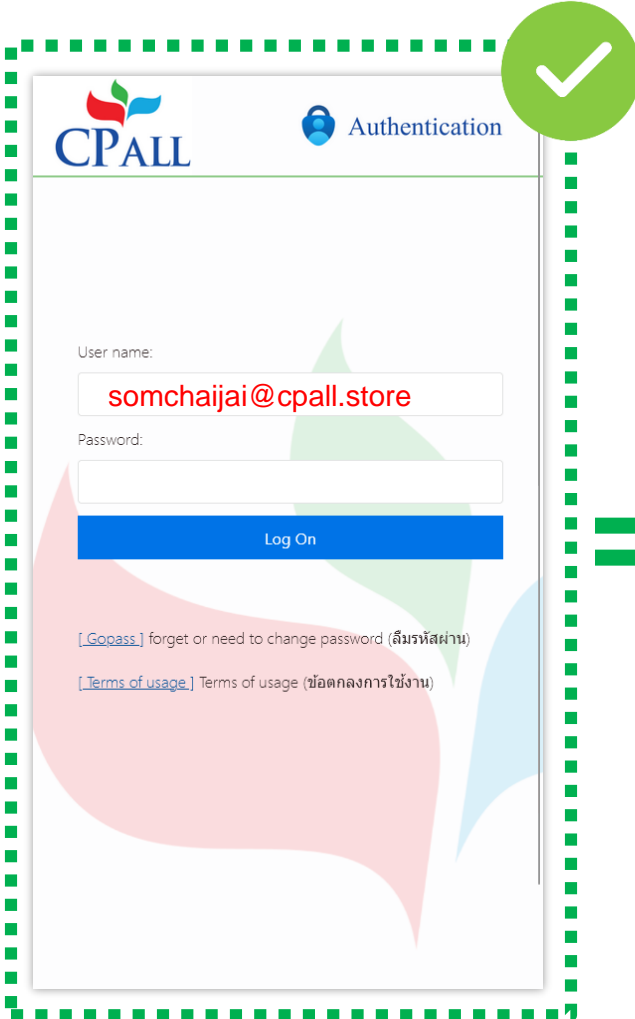 CPALL
Authentication
User name:
somchaijai@cpall.store
Password:
Log On
[ Gopass ] forget or need to change password (ลืมรหัสผ่าน)
[ Terms of usage ] Terms of usage (ข้อตกลงการใช้งาน)